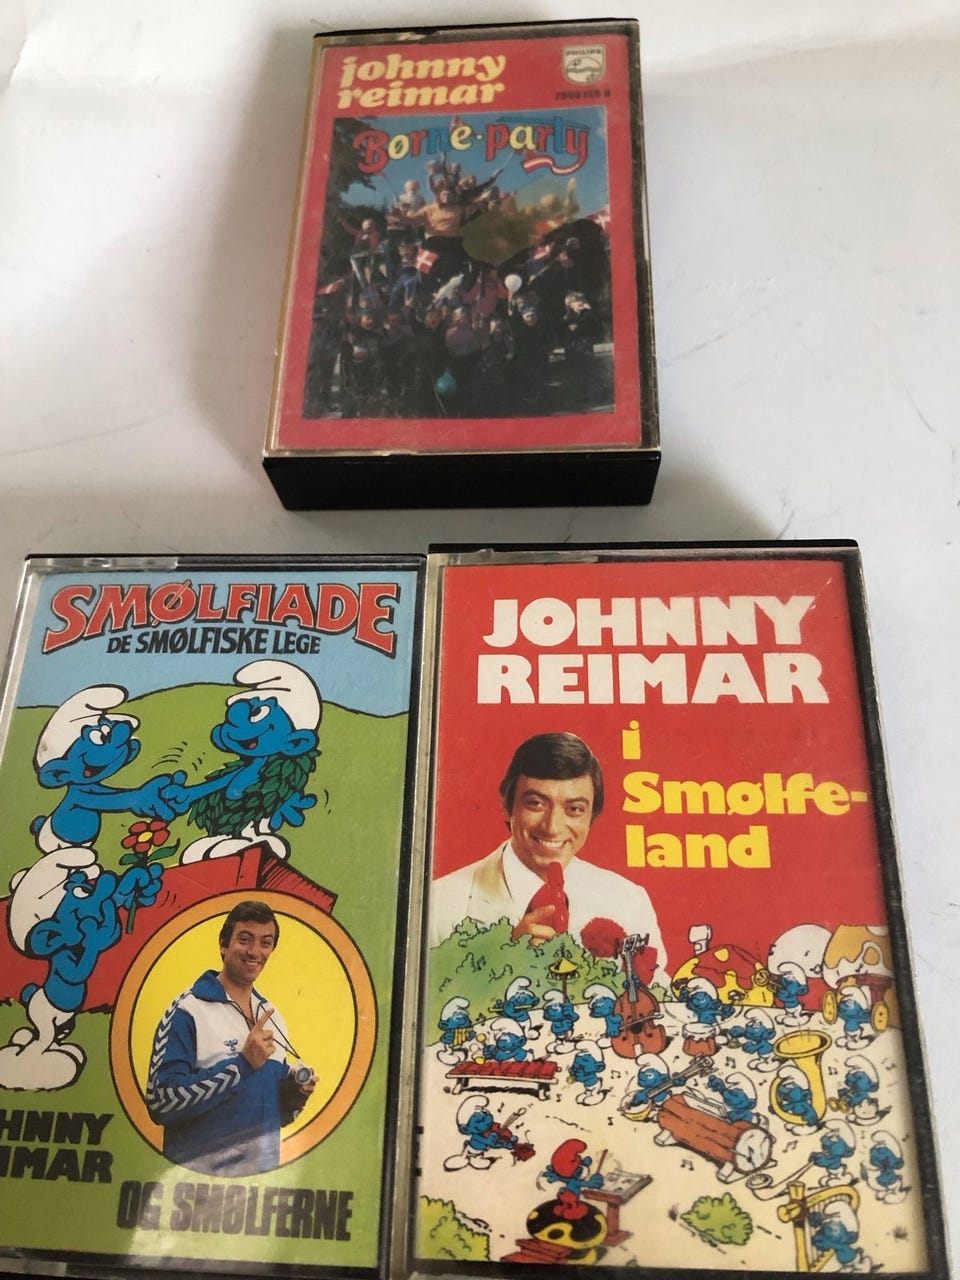 johnny
reimar
PHILIPS
Børne-party
SMØLFIADE
DE SMØLFISKE LEGE
HNNY
IMAR
OG SMØLFERNE
JOHNNY
REIMAR
i
Smølfe-
land